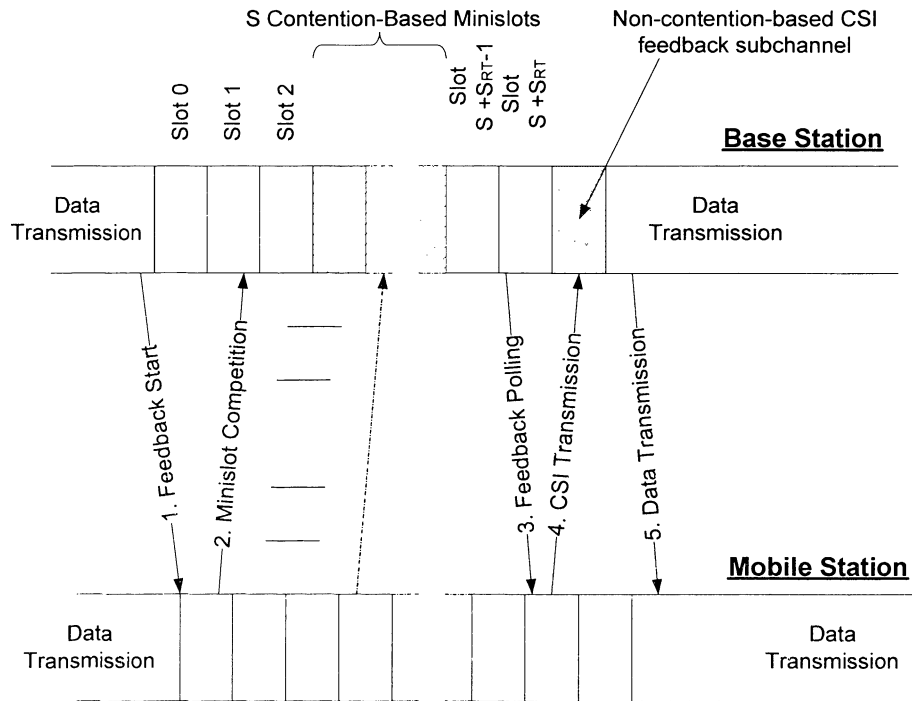 S Contention-Based Minislots
Non-contention-based CSI
feedback subchannel
Slot 0
Slot 1
Slot 2
Slot
S +SRT-1
Slot
S +SRT
Base Station
Data
Transmission
Data
Transmission
1. Feedback Start
2. Minislot Competition
3. Feedback Polling
4. CSI Transmission
5. Data Transmission
Mobile Station
Data
Transmission
Data
Transmission